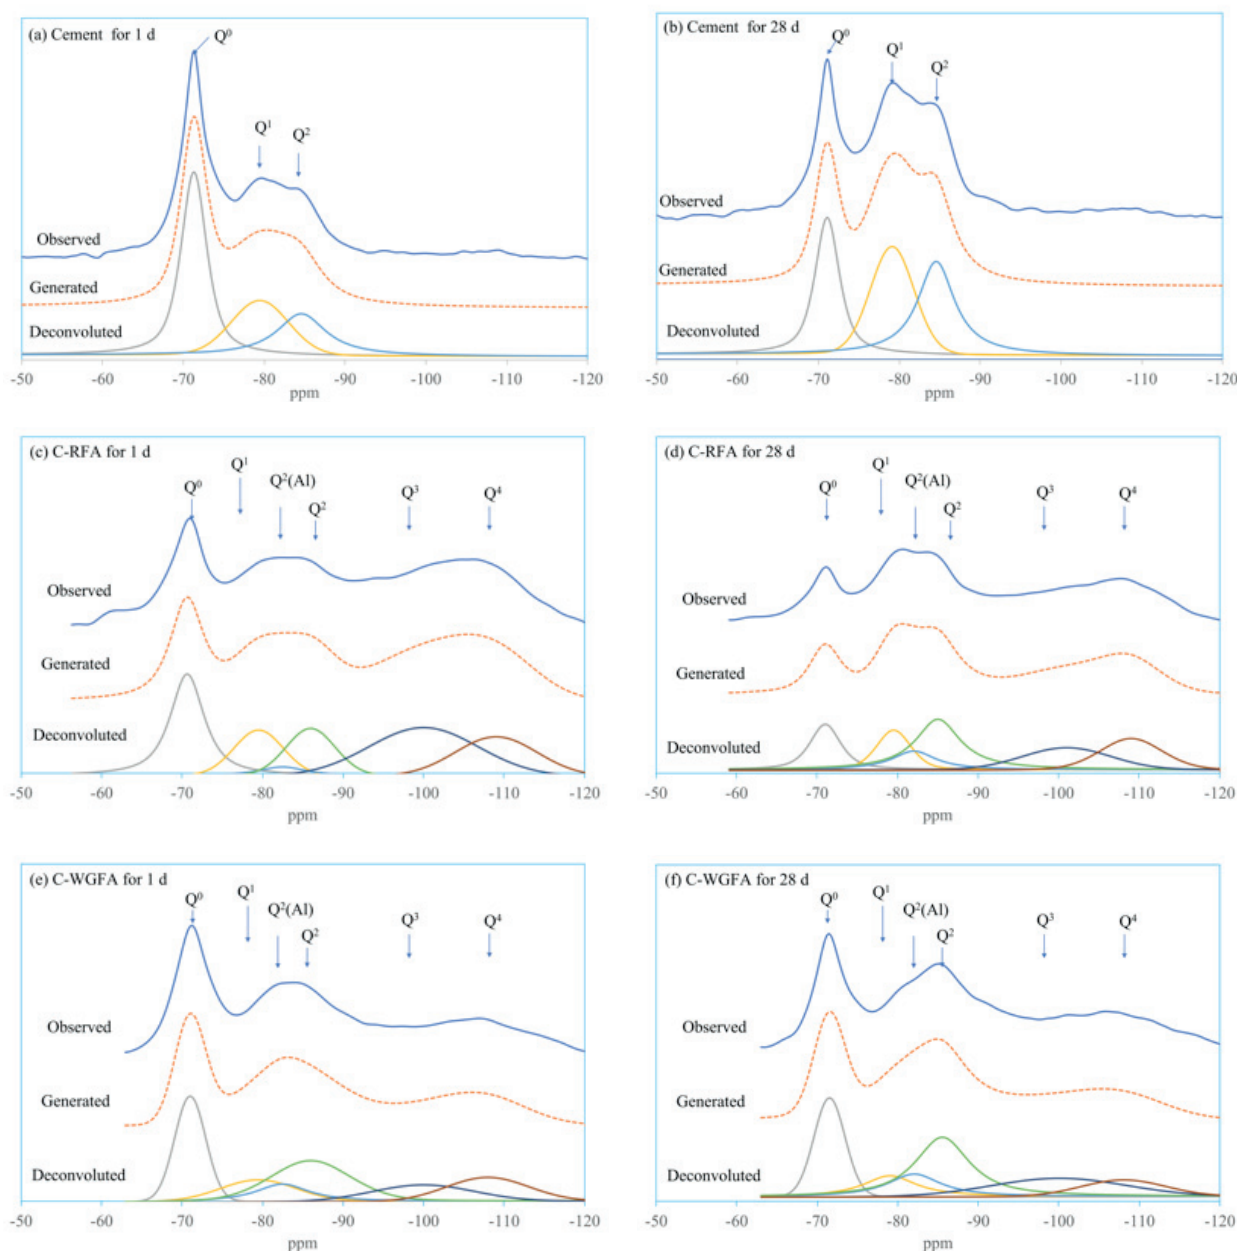 (a) Cement for 1 d
Q⁰
Q¹
Q²
Observed
Generated
Deconvoluted
-50 -60 -70 -80 -90 -100 -110 -120
ppm
(b) Cement for 28 d
Q⁰
Q¹
Q²
Observed
Generated
Deconvoluted
-50 -60 -70 -80 -90 -100 -110 -120
ppm
(c) C-RFA for 1 d
Q¹
Q²(Al)
Q⁰
Q³
Q⁴
Q²
Observed
Generated
Deconvoluted
-50 -60 -70 -80 -90 -100 -110 -120
ppm
(d) C-RFA for 28 d
Q¹
Q⁰
Q²(Al)
Q³
Q⁴
Q²
Observed
Generated
Deconvoluted
-50 -60 -70 -80 -90 -100 -110 -120
ppm
(e) C-WGFA for 1 d
Q⁰
Q¹
Q²(Al)
Q³
Q⁴
Q²
Observed
Generated
Deconvoluted
-50 -60 -70 -80 -90 -100 -110 -120
ppm
(f) C-WGFA for 28 d
Q⁰
Q¹
Q²(Al)
Q³
Q⁴
Q²
Observed
Generated
Deconvoluted
-50 -60 -70 -80 -90 -100 -110 -120
ppm